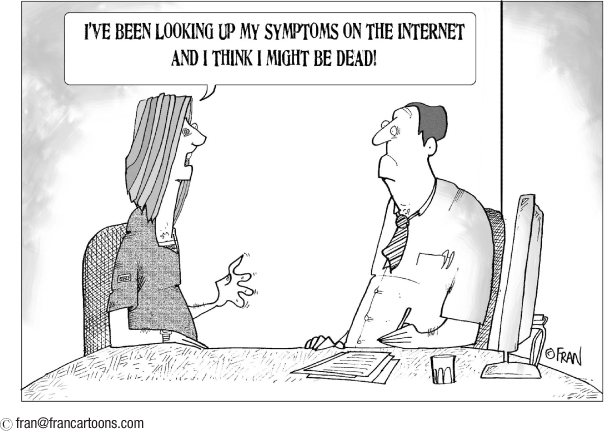 I'VE BEEN LOOKING UP MY SYMPTOMS ON THE INTERNET
AND I THINK I MIGHT BE DEAD!
©FRAN
© fran@francartoons.com